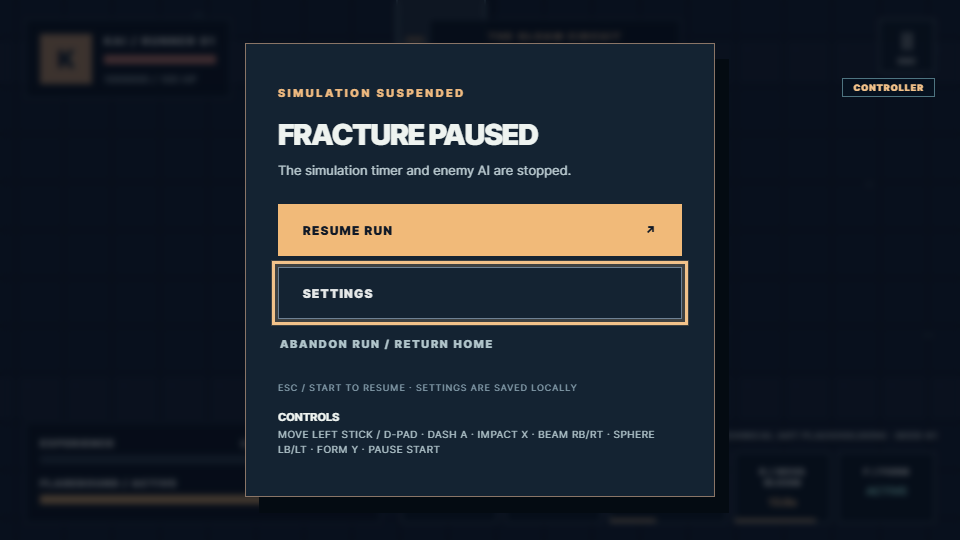 SIMULATION SUSPENDED
CONTROLLER
FRACTURE PAUSED
The simulation timer and enemy AI are stopped.
RESUME RUN ↗
SETTINGS
ABANDON RUN / RETURN HOME
ESC / START TO RESUME · SETTINGS ARE SAVED LOCALLY
CONTROLS
MOVE LEFT STICK / D-PAD · DASH A · IMPACT X · BEAM RB/RT · SPHERE
LB/LT · FORM Y · PAUSE START